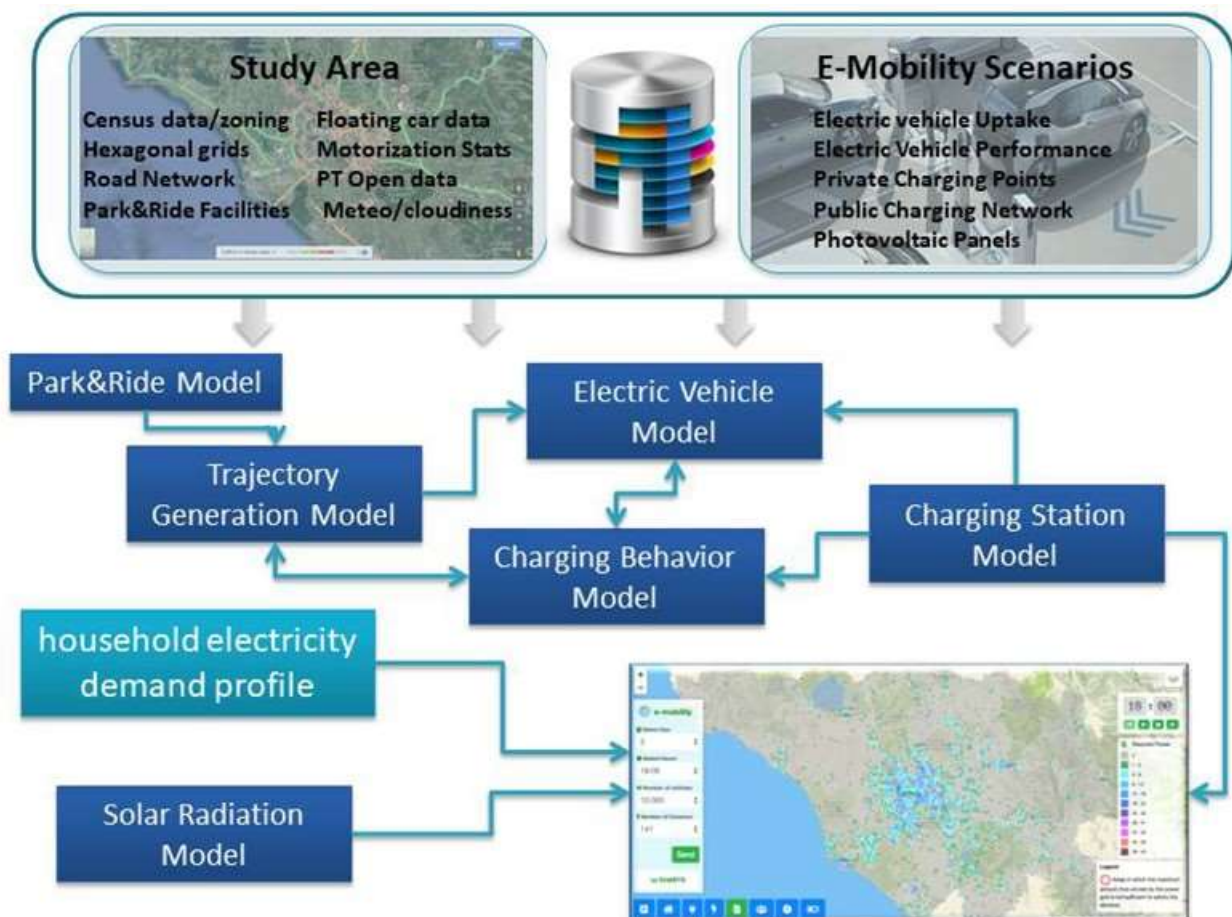 Study Area
Census data/zoning
Hexagonal grids
Road Network
Park&Ride Facilities
Floating car data
Motorization Stats
PT Open data
Meteo/cloudiness
E-Mobility Scenarios
Electric vehicle Uptake
Electric Vehicle Performance
Private Charging Points
Public Charging Network
Photovoltaic Panels
Park&Ride Model
Electric Vehicle
Model
Trajectory
Generation Model
Charging Station
Model
Charging Behavior
Model
household electricity
demand profile
Solar Radiation
Model
e-mobility
18 : 00
Send
Legend